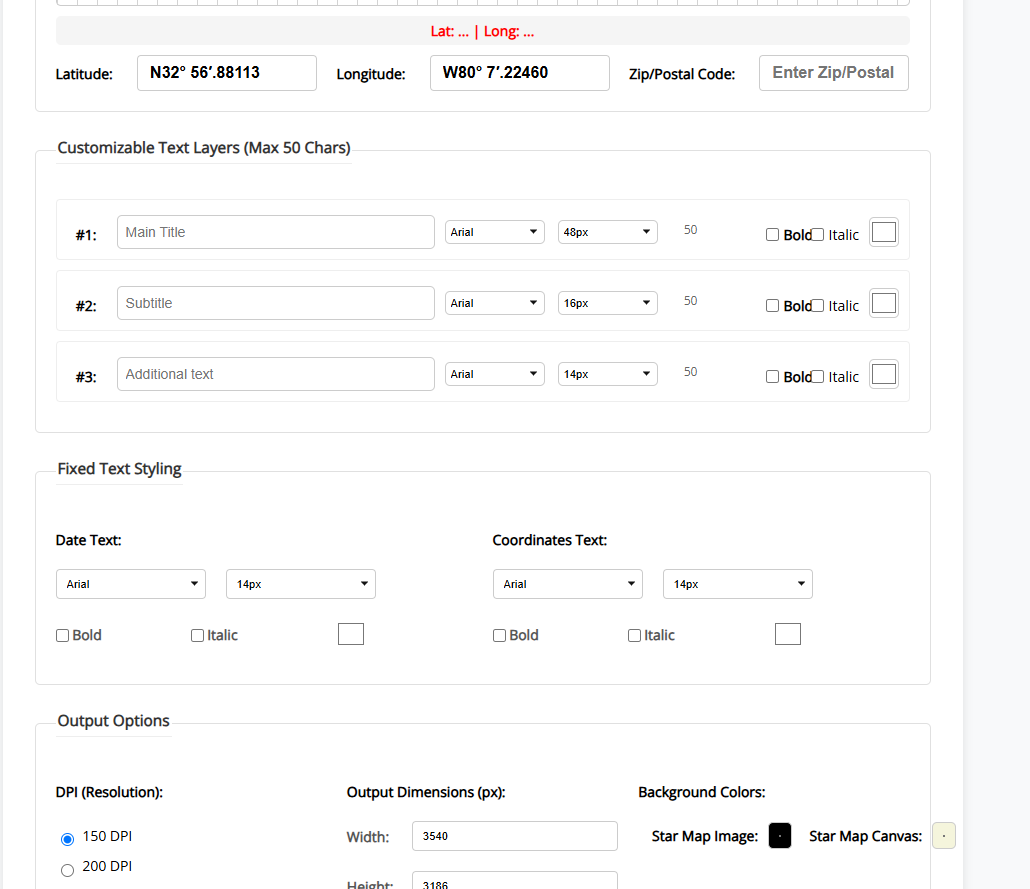 Lat: ... | Long: ...
Latitude: N32° 56′.88113 Longitude: W80° 7′.22460 Zip/Postal Code: Enter Zip/Postal
Customizable Text Layers (Max 50 Chars)
#1: Main Title Arial 48px 50 Bold Italic
#2: Subtitle Arial 16px 50 Bold Italic
#3: Additional text Arial 14px 50 Bold Italic
Fixed Text Styling
Date Text: Coordinates Text:
Arial 14px Arial 14px
Bold Italic Bold Italic
Output Options
DPI (Resolution): Output Dimensions (px): Background Colors:
150 DPI Width: 3540 Star Map Image: Star Map Canvas:
200 DPI
Height: 3186